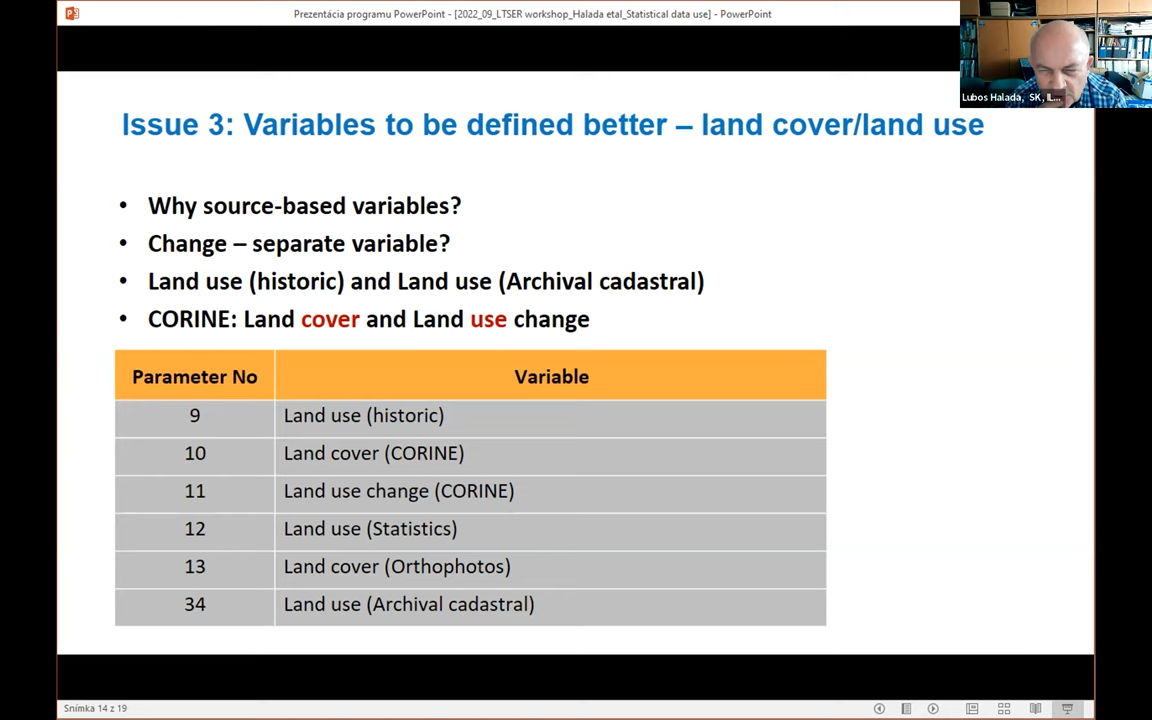 Prezentácia programu PowerPoint - [2022_09_LTSER workshop_Halada etal_Statistical data use] - PowerPoint
Lubos Halada, SK, IL...
Issue 3: Variables to be defined better – land cover/land use
• Why source-based variables?
• Change – separate variable?
• Land use (historic) and Land use (Archival cadastral)
• CORINE: Land cover and Land use change
Parameter No Variable
9 Land use (historic)
10 Land cover (CORINE)
11 Land use change (CORINE)
12 Land use (Statistics)
13 Land cover (Orthophotos)
34 Land use (Archival cadastral)
Snímka 14 z 19